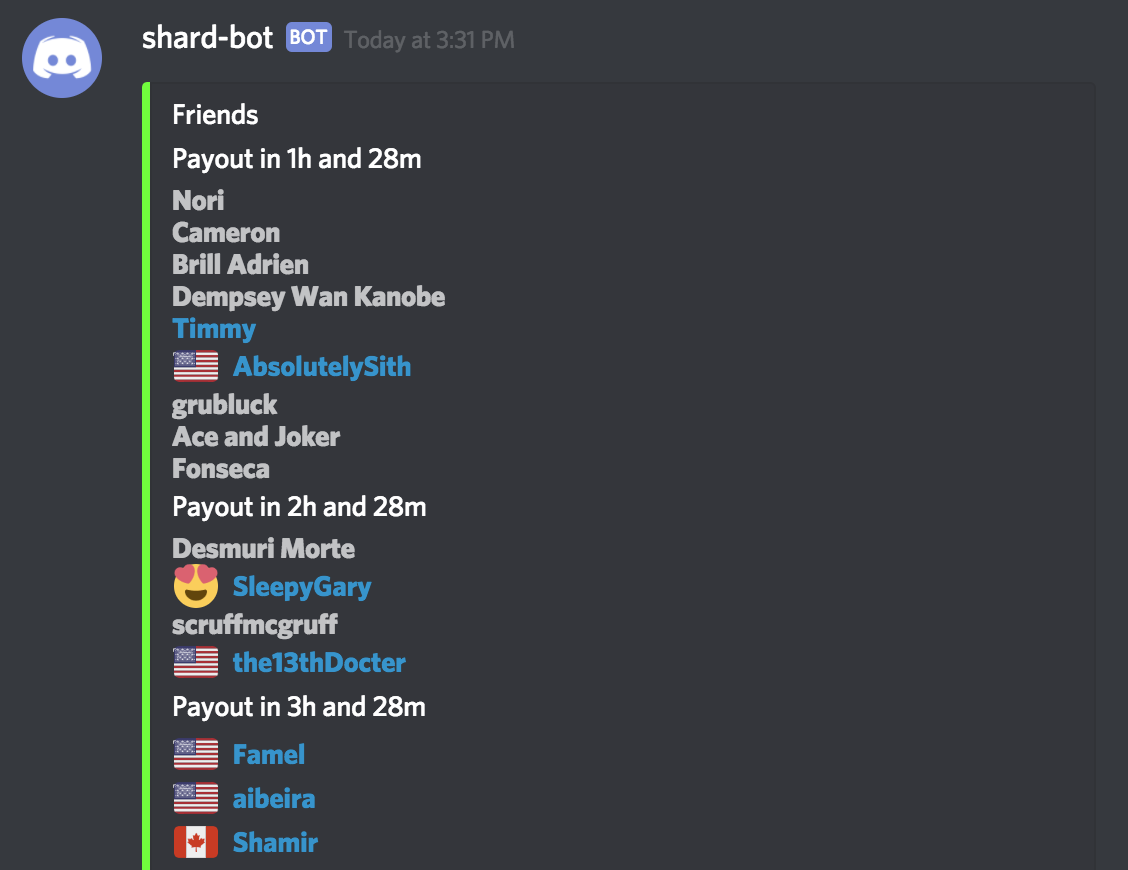 shard-bot BOT Today at 3:31 PM
Friends
Payout in 1h and 28m
Nori
Cameron
Brill Adrien
Dempsey Wan Kanobe
Timmy
AbsolutelySith
grubluck
Ace and Joker
Fonseca
Payout in 2h and 28m
Desmuri Morte
SleepyGary
scruffmcgruff
the13thDocter
Payout in 3h and 28m
Famel
aibeira
Shamir